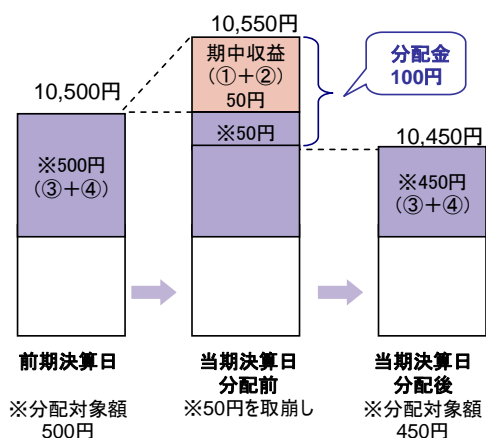 10,550円
期中収益
(①+②)
50円
分配金
100円
10,500円
※50円
10,450円
※500円
(③+④)
※450円
(③+④)
前期決算日
当期決算日
分配前
当期決算日
分配後
※分配対象額
500円
※50円を取崩し
※分配対象額
450円